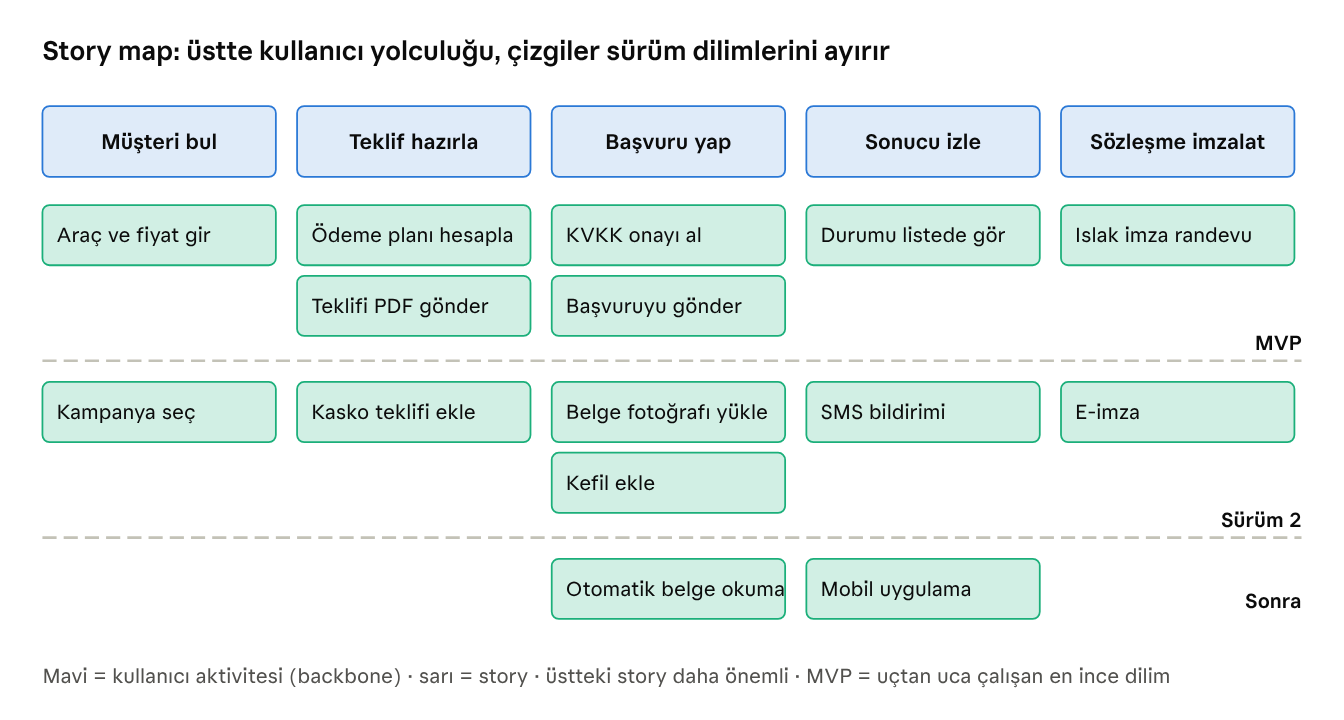 Story map: üstte kullanıcı yolculuğu, çizgiler sürüm dilimlerini ayırır
Müşteri bul
Teklif hazırla
Başvuru yap
Sonucu izle
Sözleşme imzalat
Araç ve fiyat gir
Ödeme planı hesapla
KVKK onayı al
Durumu listede gör
Islak imza randevu
Teklifi PDF gönder
Başvuruyu gönder
MVP
Kampanya seç
Kasko teklifi ekle
Belge fotoğrafı yükle
SMS bildirimi
E-imza
Kefil ekle
Sürüm 2
Otomatik belge okuma
Mobil uygulama
Sonra
Mavi = kullanıcı aktivitesi (backbone) · sarı = story · üstteki story daha önemli · MVP = uçtan uca çalışan en ince dilim